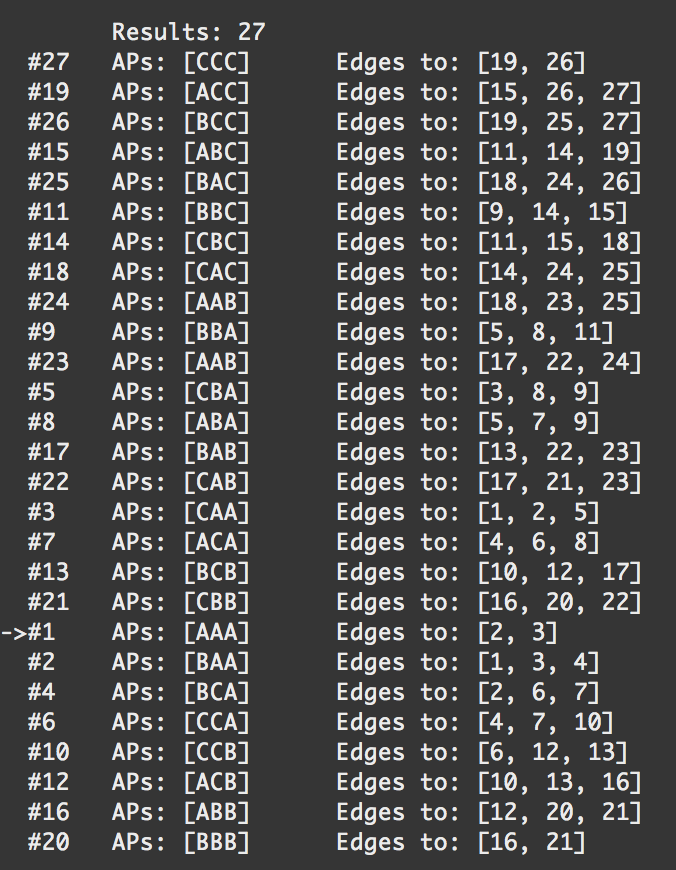 Results: 27
#27 APs: [CCC] Edges to: [19, 26]
#19 APs: [ACC] Edges to: [15, 26, 27]
#26 APs: [BCC] Edges to: [19, 25, 27]
#15 APs: [ABC] Edges to: [11, 14, 19]
#25 APs: [BAC] Edges to: [18, 24, 26]
#11 APs: [BBC] Edges to: [9, 14, 15]
#14 APs: [CBC] Edges to: [11, 15, 18]
#18 APs: [CAC] Edges to: [14, 24, 25]
#24 APs: [AAB] Edges to: [18, 23, 25]
#9 APs: [BBA] Edges to: [5, 8, 11]
#23 APs: [AAB] Edges to: [17, 22, 24]
#5 APs: [CBA] Edges to: [3, 8, 9]
#8 APs: [ABA] Edges to: [5, 7, 9]
#17 APs: [BAB] Edges to: [13, 22, 23]
#22 APs: [CAB] Edges to: [17, 21, 23]
#3 APs: [CAA] Edges to: [1, 2, 5]
#7 APs: [ACA] Edges to: [4, 6, 8]
#13 APs: [BCB] Edges to: [10, 12, 17]
#21 APs: [CBB] Edges to: [16, 20, 22]
->#1 APs: [AAA] Edges to: [2, 3]
#2 APs: [BAA] Edges to: [1, 3, 4]
#4 APs: [BCA] Edges to: [2, 6, 7]
#6 APs: [CCA] Edges to: [4, 7, 10]
#10 APs: [CCB] Edges to: [6, 12, 13]
#12 APs: [ACB] Edges to: [10, 13, 16]
#16 APs: [ABB] Edges to: [12, 20, 21]
#20 APs: [BBB] Edges to: [16, 21]